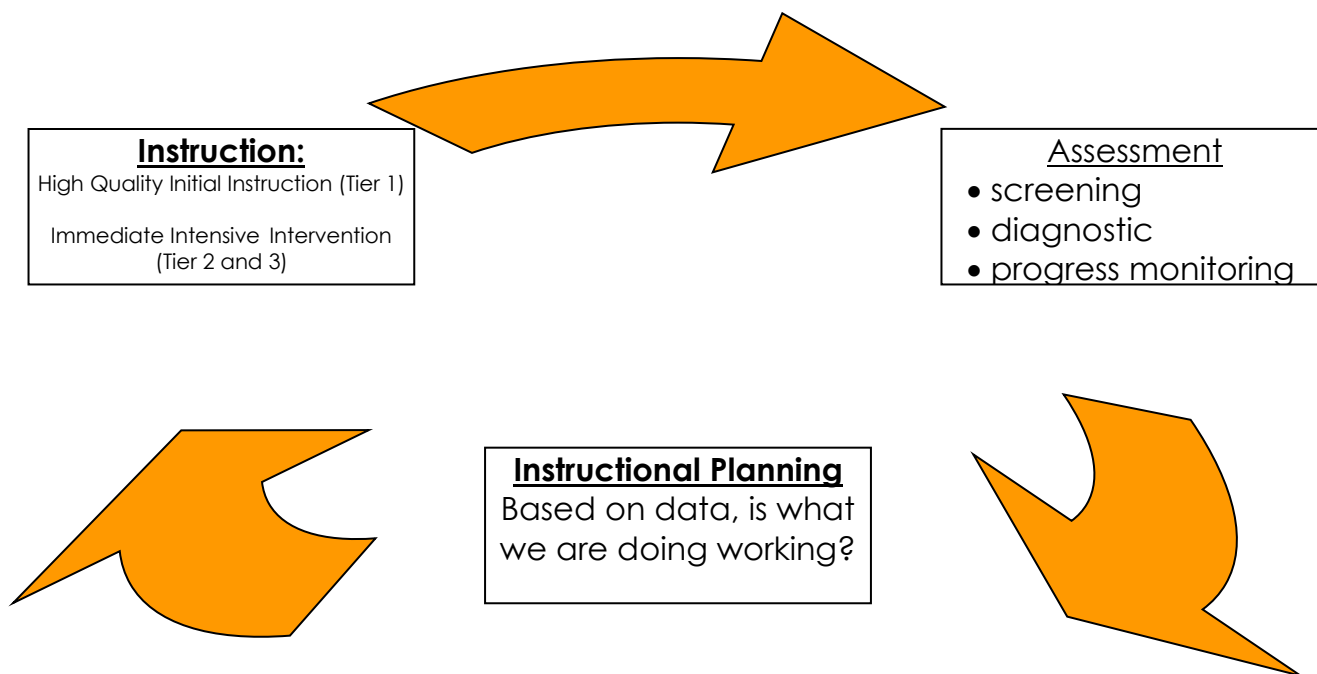 Instruction:
High Quality Initial Instruction (Tier 1)
Immediate Intensive Intervention
(Tier 2 and 3)
Assessment
• screening
• diagnostic
• progress monitoring
Instructional Planning
Based on data, is what
we are doing working?